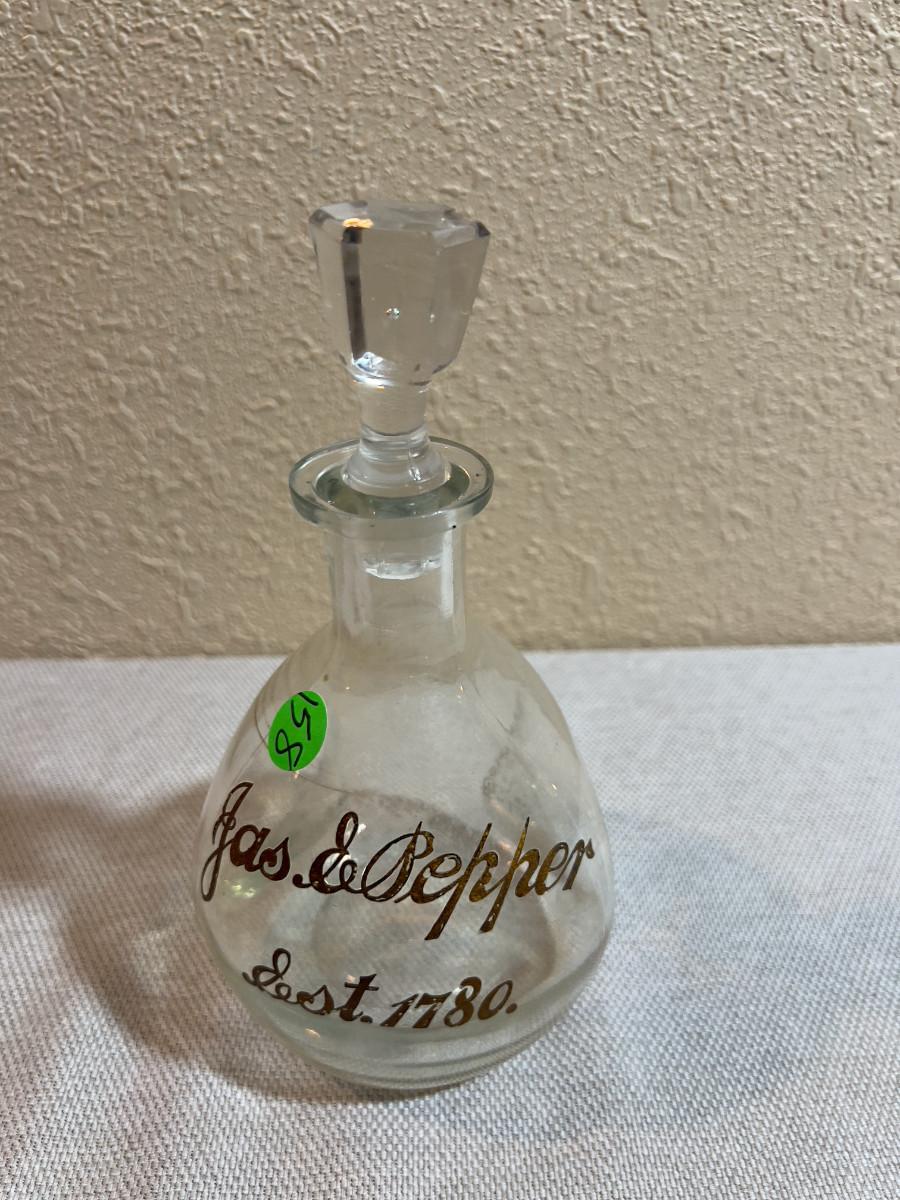 158
Jas. E Pepper
Est. 1780.